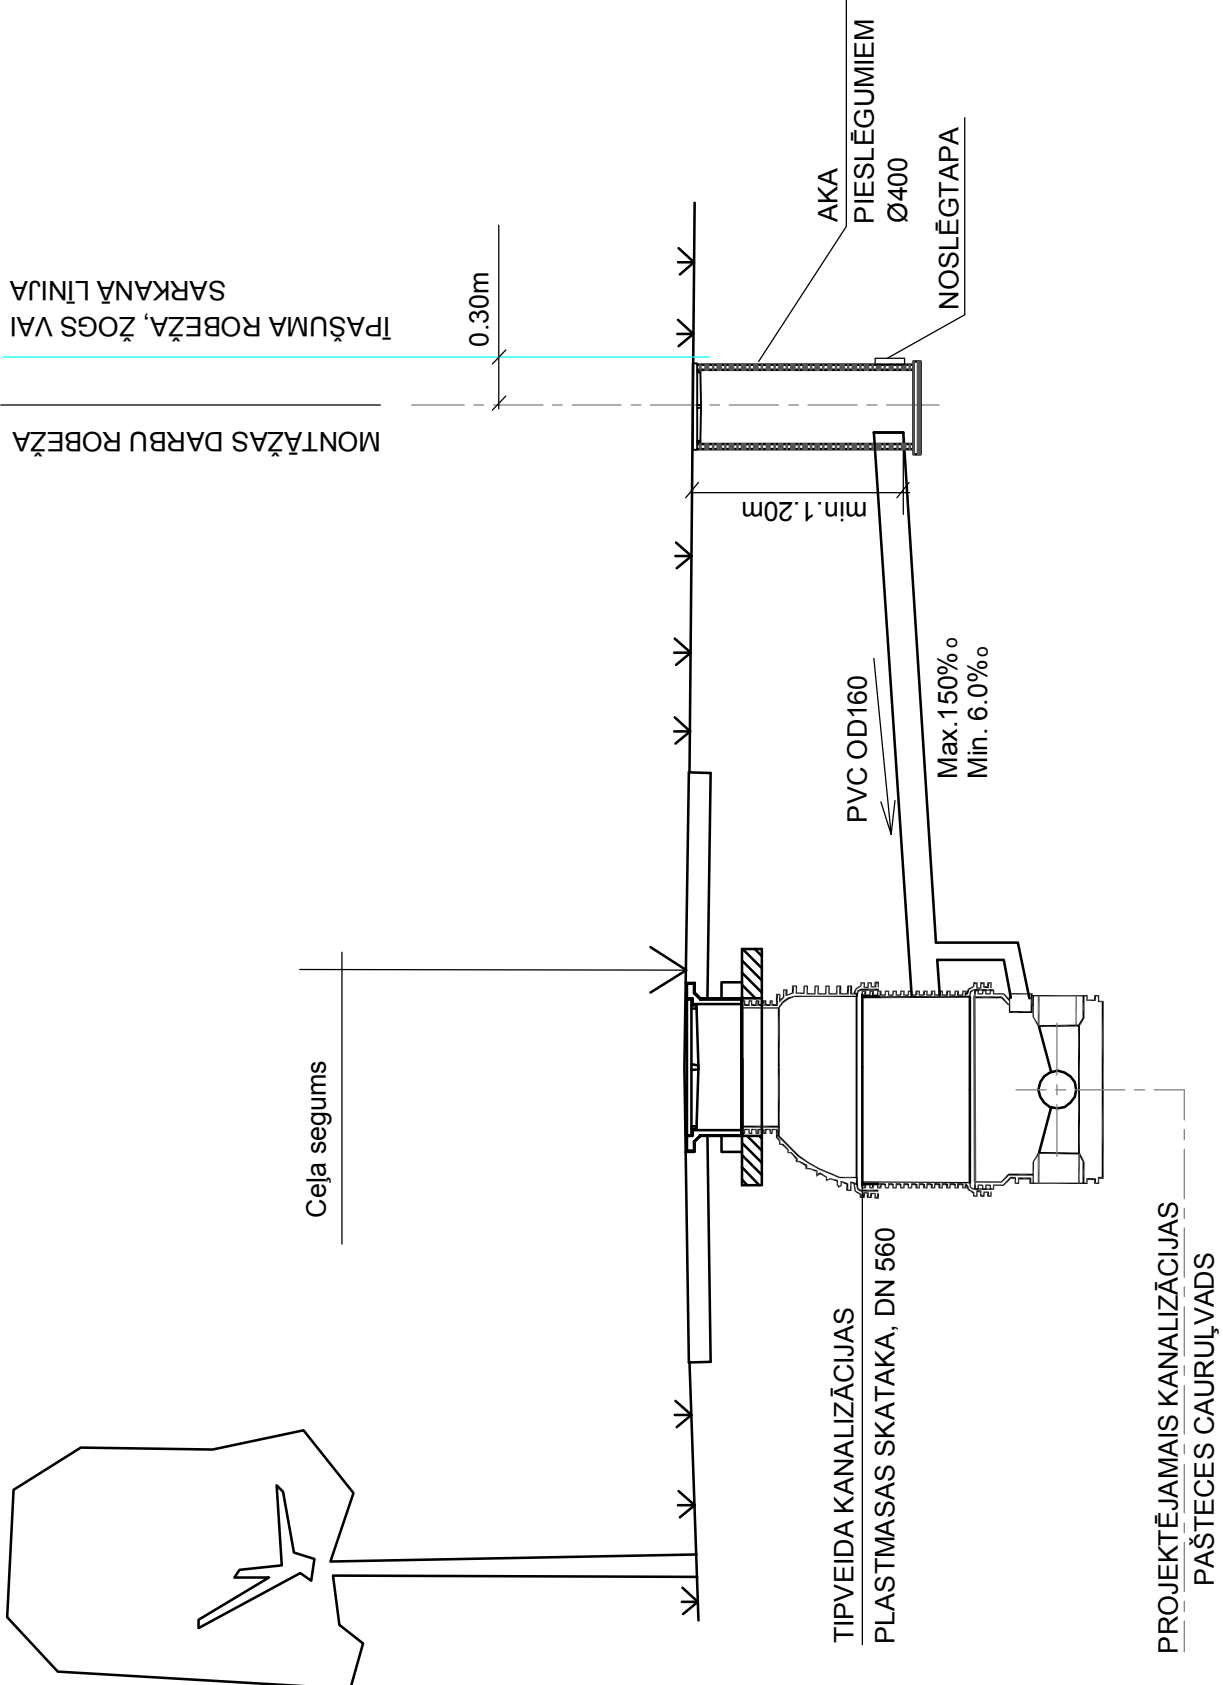 ĪPAŠUMA ROBEŽA, ŽOGS VAI
SARKANĀ LĪNIJA
MONTĀŽAS DARBU ROBEŽA
0.30m
AKA
PIESLĒGUMIEM
Ø400
NOSLĒGTAPA
min.1.20m
PVC OD160
Max.150‰
Min. 6.0‰
Ceļa segums
TIPVEIDA KANALIZĀCIJAS
PLASTMASAS SKATAKA, DN 560
PROJEKTĒJAMAIS KANALIZĀCIJAS
PAŠTECES CAURUĻVADS